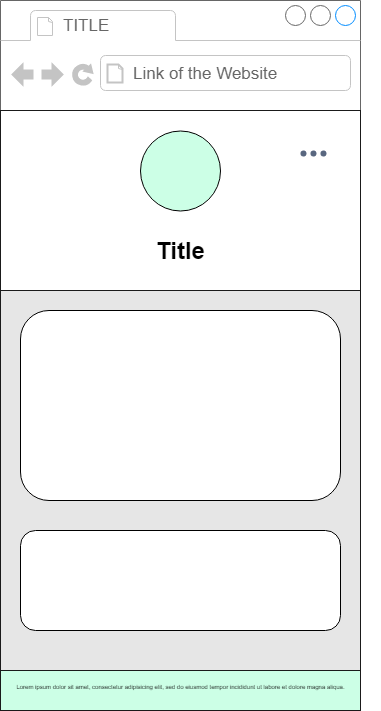 TITLE
Link of the Website
Title
Lorem ipsum dolor sit amet, consectetur adipisicing elit, sed do eiusmod tempor incididunt ut labore et dolore magna aliqua.